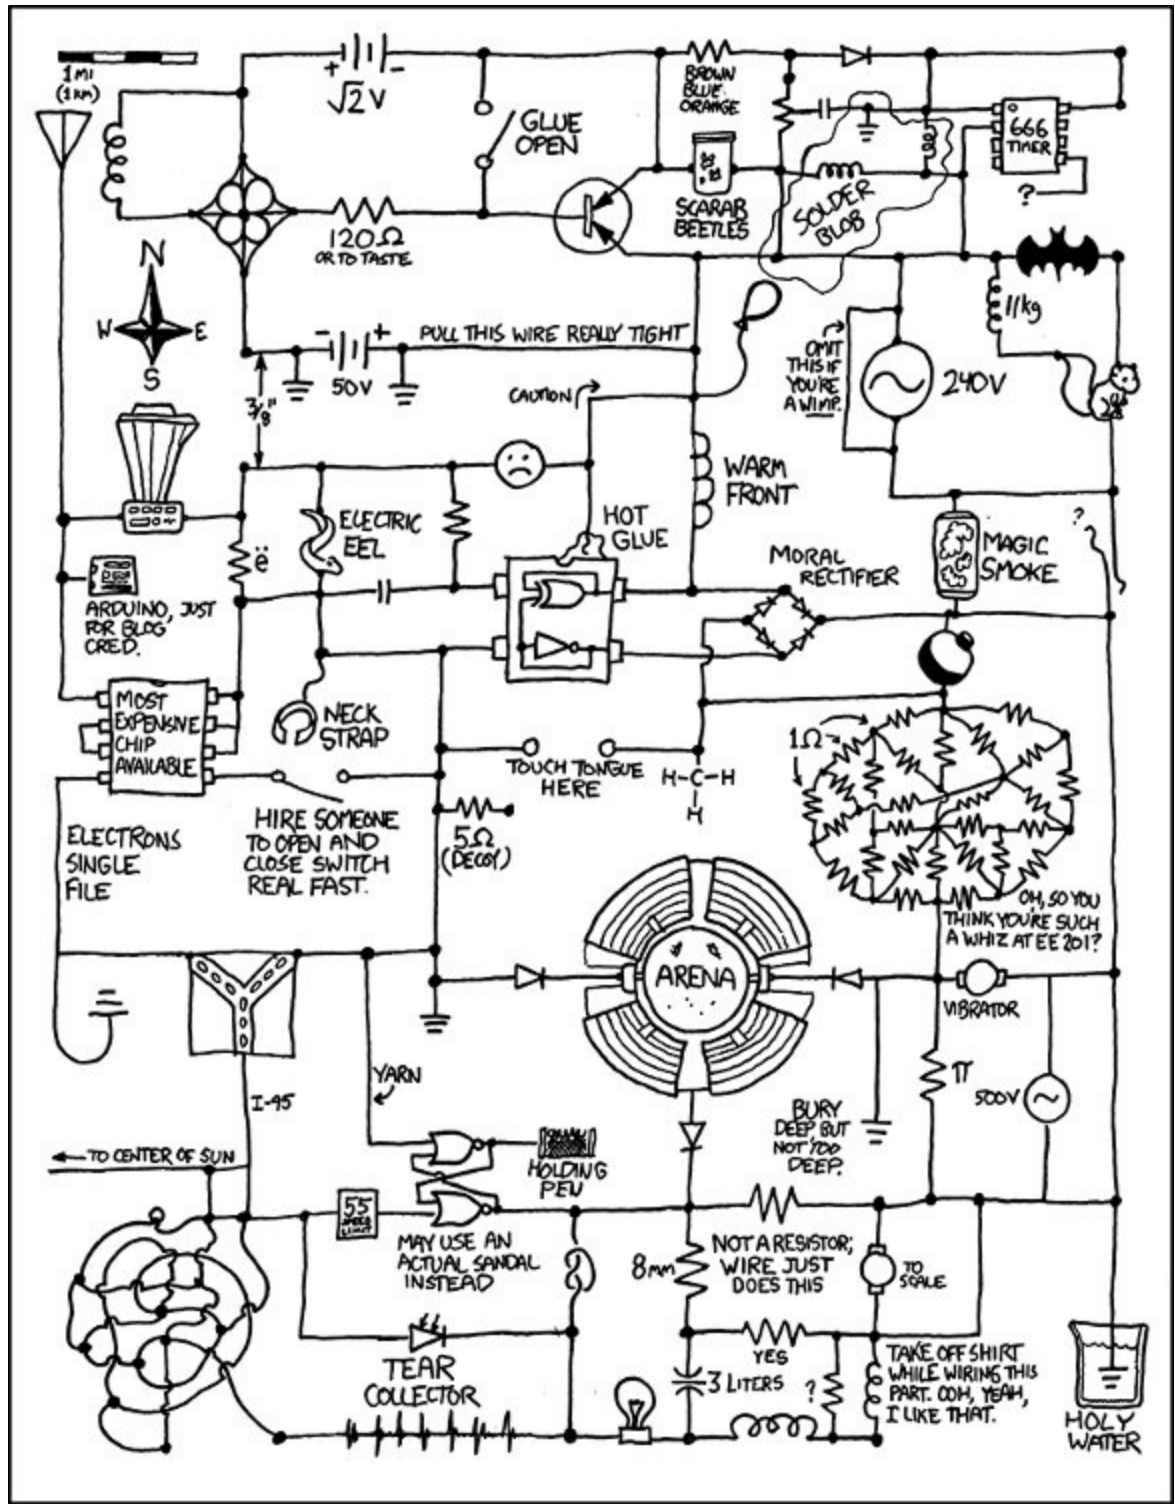 1 MI
(1 KM)
+ -
√2 V
GLUE
OPEN
BROWN
BLUE
ORANGE
666
TIMER
?
SCARAB
BEETLES
SOLDER
BLOB
120Ω
OR TO TASTE
N
W E
S
- +
50V
PULL THIS WIRE REALLY TIGHT
3/8"
CAUTION
OMIT
THIS IF
YOU'RE
A WIMP.
240V
11kg
WARM
FRONT
ELECTRIC
EEL
ë
HOT
GLUE
MORAL
RECTIFIER
MAGIC
SMOKE
?
ARDUINO, JUST
FOR BLOG
CRED.
MOST
EXPENSIVE
CHIP
AVAILABLE
NECK
STRAP
TOUCH TONGUE
HERE
H-C-H
H
1Ω
HIRE SOMEONE
TO OPEN AND
CLOSE SWITCH
REAL FAST.
5Ω
(DECOY)
ELECTRONS
SINGLE
FILE
OH, SO YOU
THINK YOU'RE SUCH
A WHIZ AT EE 201?
ARENA
VIBRATOR
YARN
I-95
π
500V
BURY
DEEP, BUT
NOT TOO
DEEP.
TO CENTER OF SUN
HOLDING
PEN
55
SPEED
LIMIT
MAY USE AN
ACTUAL SANDAL
INSTEAD
8mm
NOT A RESISTOR;
WIRE JUST
DOES THIS
TO
SCALE
TEAR
COLLECTOR
YES
3 LITERS
?
TAKE OFF SHIRT
WHILE WIRING THIS
PART. OOH, YEAH,
I LIKE THAT.
HOLY
WATER